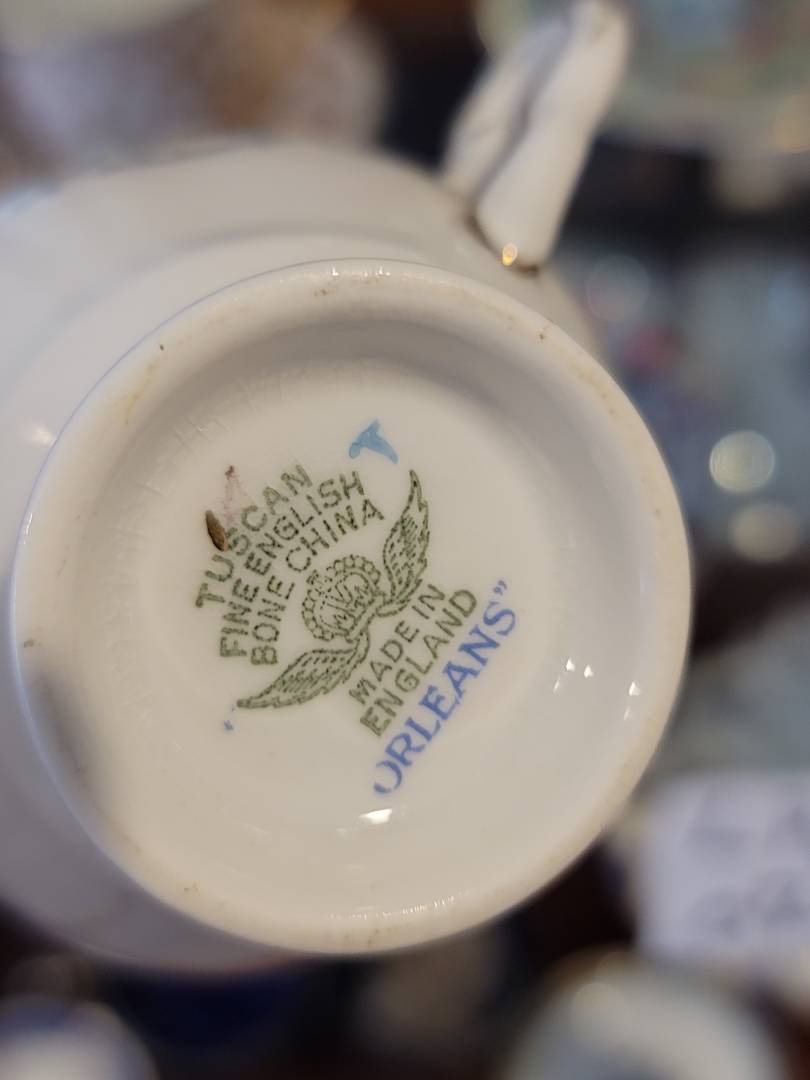 TUSCAN
FINE ENGLISH
BONE CHINA
MADE IN
ENGLAND
ORLEANS”